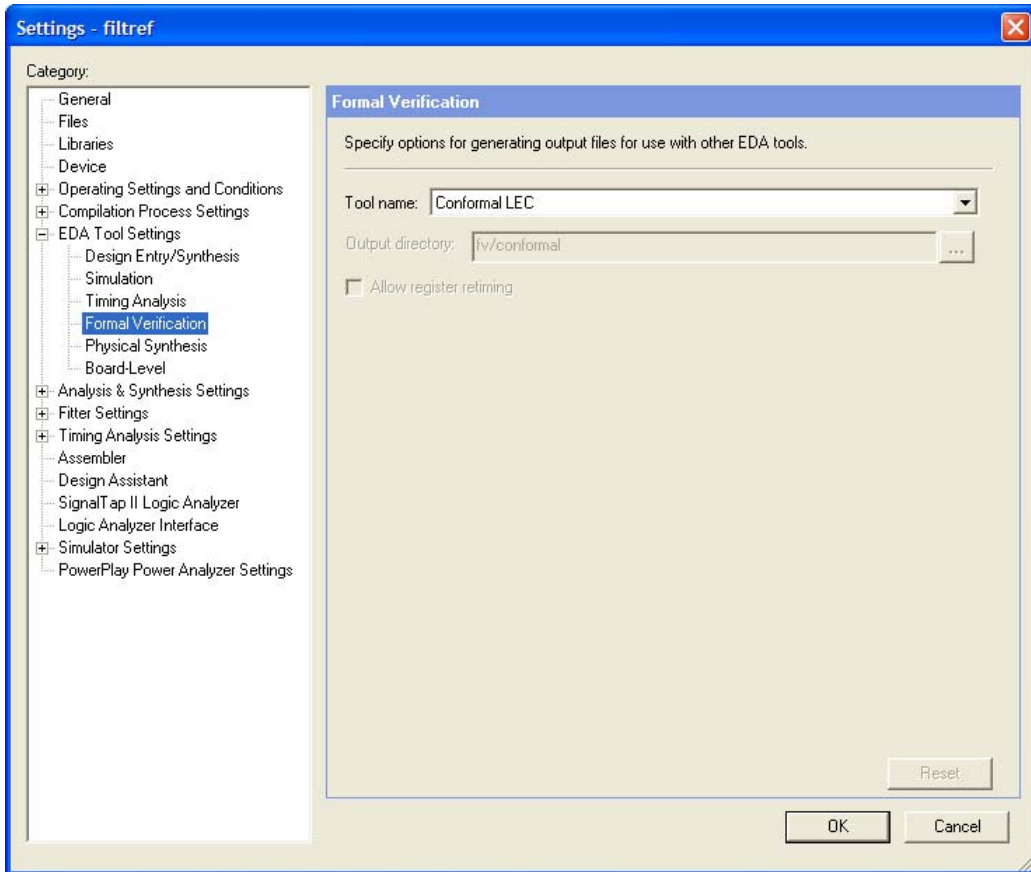 Settings - filtref
Category:
General
Files
Libraries
Device
Operating Settings and Conditions
Compilation Process Settings
EDA Tool Settings
Design Entry/Synthesis
Simulation
Timing Analysis
Formal Verification
Physical Synthesis
Board-Level
Analysis & Synthesis Settings
Fitter Settings
Timing Analysis Settings
Assembler
Design Assistant
SignalTap II Logic Analyzer
Logic Analyzer Interface
Simulator Settings
PowerPlay Power Analyzer Settings
Formal Verification
Specify options for generating output files for use with other EDA tools.
Tool name: Conformal LEC
Output directory: fv/conformal ...
Allow register retiming
Reset
OK Cancel